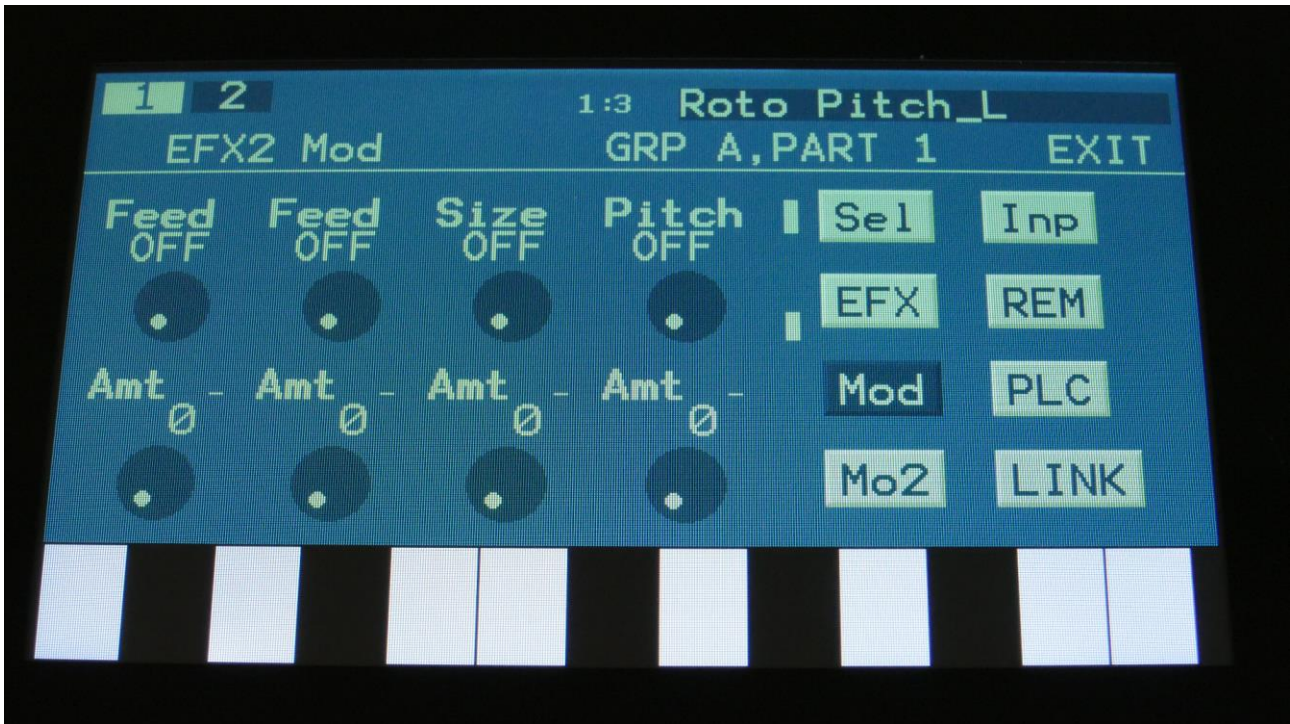 1 2 1:3 Roto Pitch_L
EFX2 Mod GRP A,PART 1 EXIT
Feed Feed Size Pitch Sel Inp
OFF OFF OFF OFF
EFX REM
Amt - Amt - Amt - Amt - Mod PLC
0 0 0 0
Mo2 LINK